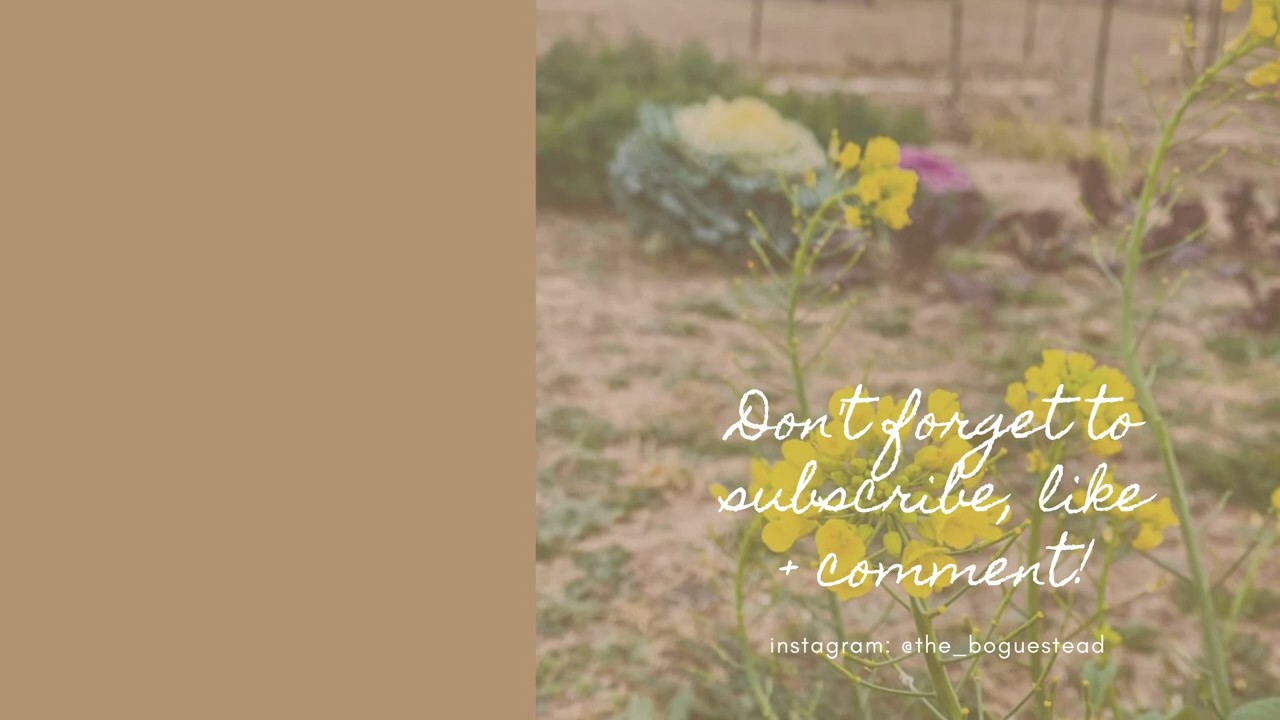 Don't forget to
subscribe, like
+ comment!
instagram: @the_boguestead